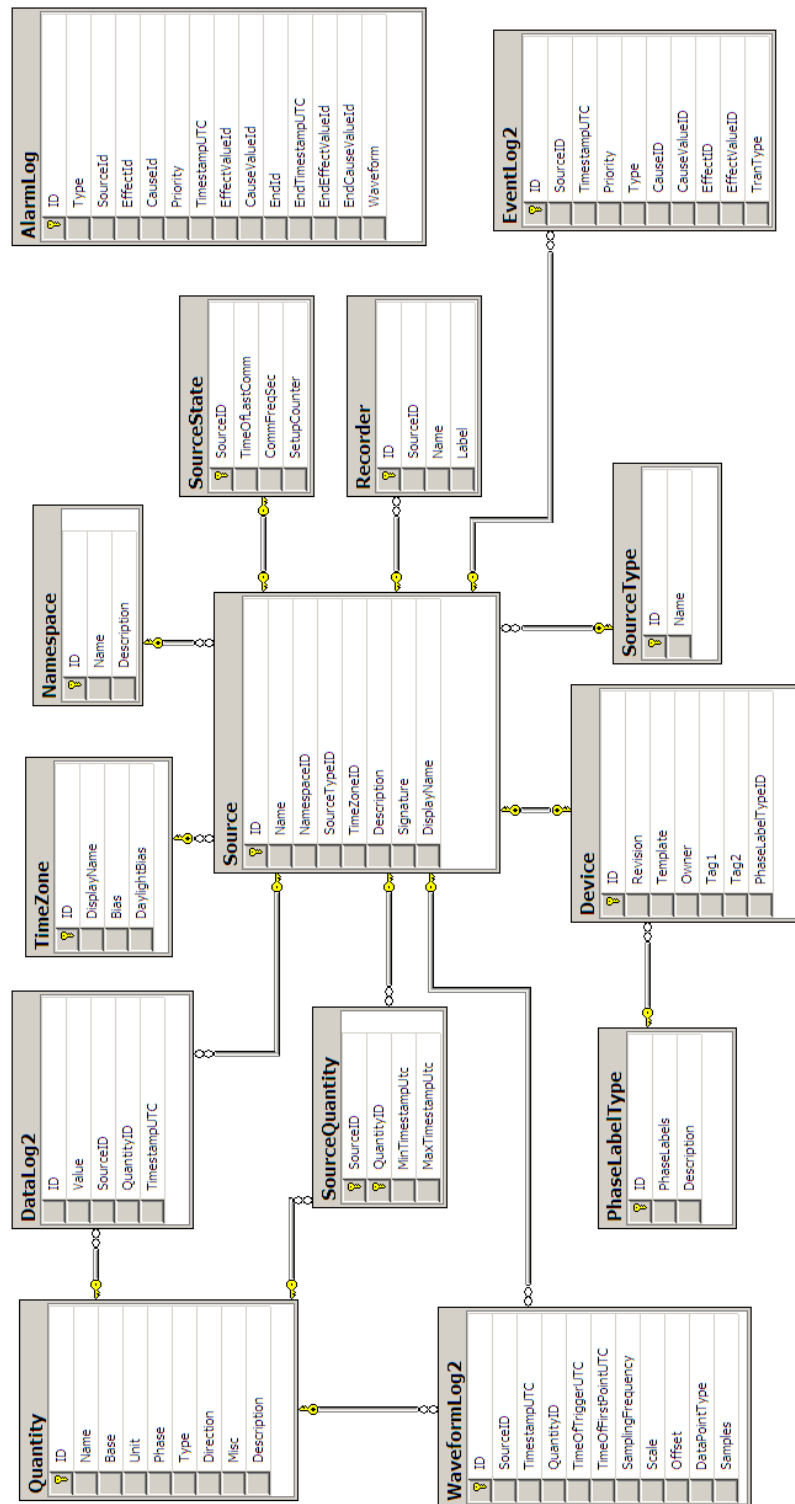 Quantity
ID
Name
Base
Unit
Phase
Type
Direction
Misc
Description
DataLog2
ID
Value
SourceID
QuantityID
TimestampUTC
TimeZone
ID
DisplayName
Bias
DaylightBias
Namespace
ID
Name
Description
AlarmLog
ID
Type
SourceId
EffectId
CauseId
Priority
TimestampUTC
EffectValueId
CauseValueId
EndId
EndTimestampUTC
EndEffectValueId
EndCauseValueId
Waveform
SourceQuantity
SourceID
QuantityID
MinTimestampUtc
MaxTimestampUtc
Source
ID
Name
NamespaceID
SourceTypeID
TimeZoneID
Description
Signature
DisplayName
SourceState
SourceID
TimeOfLastComm
CommFreqSec
SetupCounter
Recorder
ID
SourceID
Name
Label
WaveformLog2
ID
SourceID
TimestampUTC
QuantityID
TimeOfTriggerUTC
TimeOfFirstPointUTC
SamplingFrequency
Scale
Offset
DataPointType
Samples
PhaseLabelType
ID
PhaseLabels
Description
Device
ID
Revision
Template
Owner
Tag1
Tag2
PhaseLabelTypeID
SourceType
ID
Name
EventLog2
ID
SourceID
TimestampUTC
Priority
Type
CauseID
CauseValueID
EffectID
EffectValueID
TranType